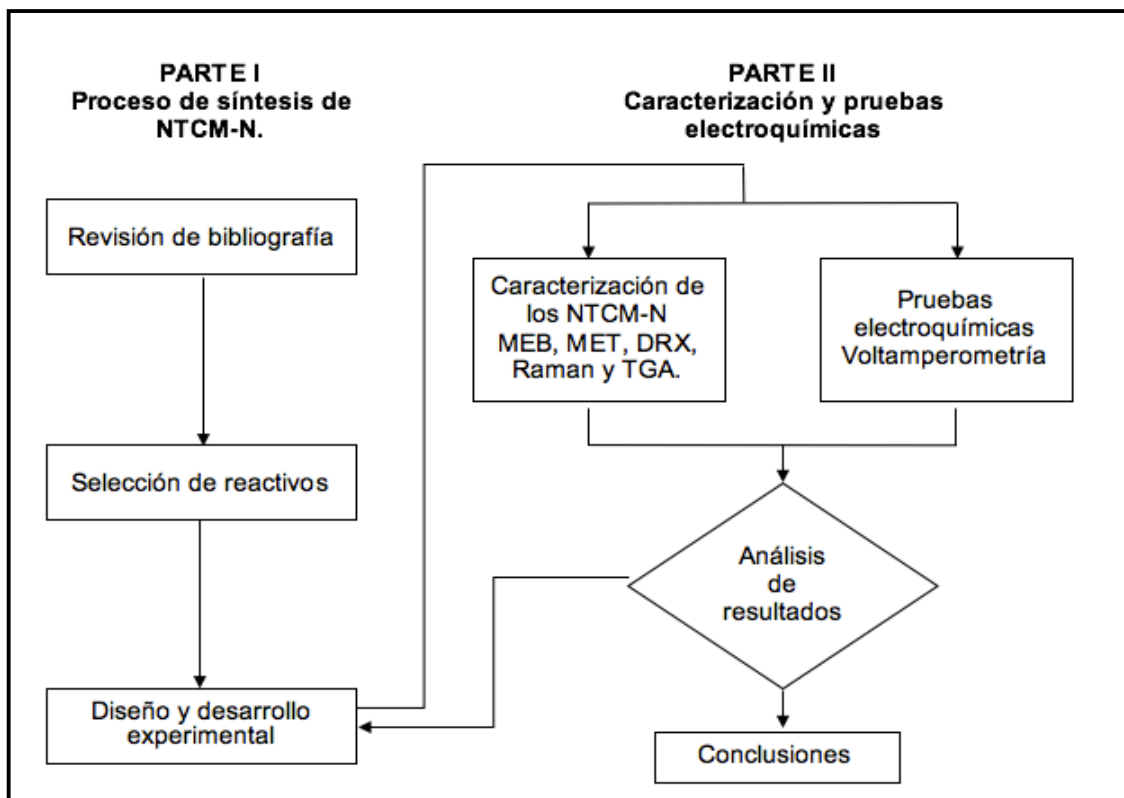 PARTE I
Proceso de síntesis de
NTCM-N.
Revisión de bibliografía
Selección de reactivos
Diseño y desarrollo
experimental
PARTE II
Caracterización y pruebas
electroquímicas
Caracterización de
los NTCM-N
MEB, MET, DRX,
Raman y TGA.
Pruebas
electroquímicas
Voltamperometría
Análisis
de
resultados
Conclusiones